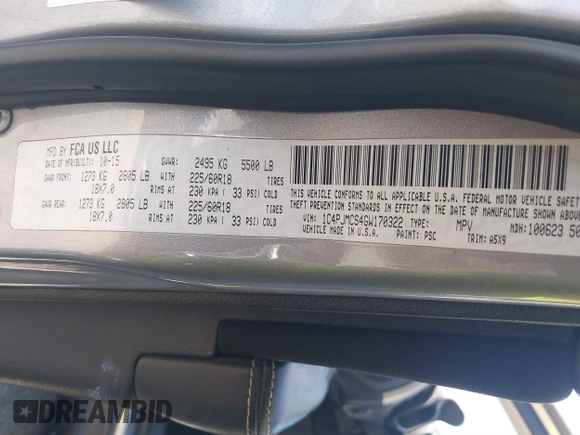 MFD BY FCA US LLC
DATE OF MFR/BUILT: 10-15 GVWR: 2495 KG 5500 LB
GAWR FRONT: 1273 KG 2805 LB WITH 225/60R18 TIRES
18X7.0 RIMS AT 230 KPA ( 33 PSI) COLD
GAWR REAR: 1273 KG 2805 LB WITH 225/60R18 TIRES
18X7.0 RIMS AT 230 KPA ( 33 PSI) COLD
THIS VEHICLE CONFORMS TO ALL APPLICABLE U.S.A. FEDERAL MOTOR VEHICLE SAFETY
THEFT PREVENTION STANDARDS IN EFFECT ON THE DATE OF MANUFACTURE SHOWN ABOV
VIN: 1C4PJMCS4GW170322 TYPE: MPV MDH: 100623 50
VEHICLE MADE IN U.S.A. PAINT: PSC TRIM: A5X9
DREAMBID